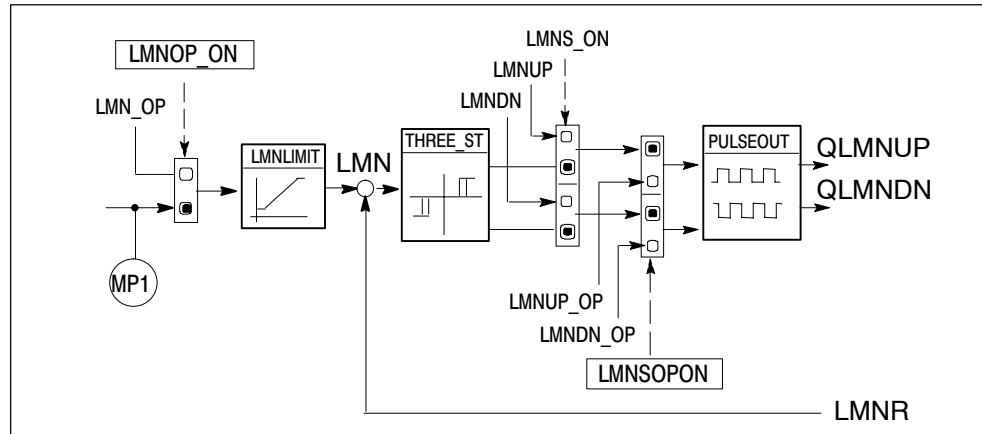 LMNOP_ON
LMN_OP
LMNLIMIT
LMN
MP1
THREE_ST
LMNS_ON
LMNUP
LMNDN
PULSEOUT
QLMNUP
QLMNDN
LMNUP_OP
LMNDN_OP
LMNSOPON
LMNR